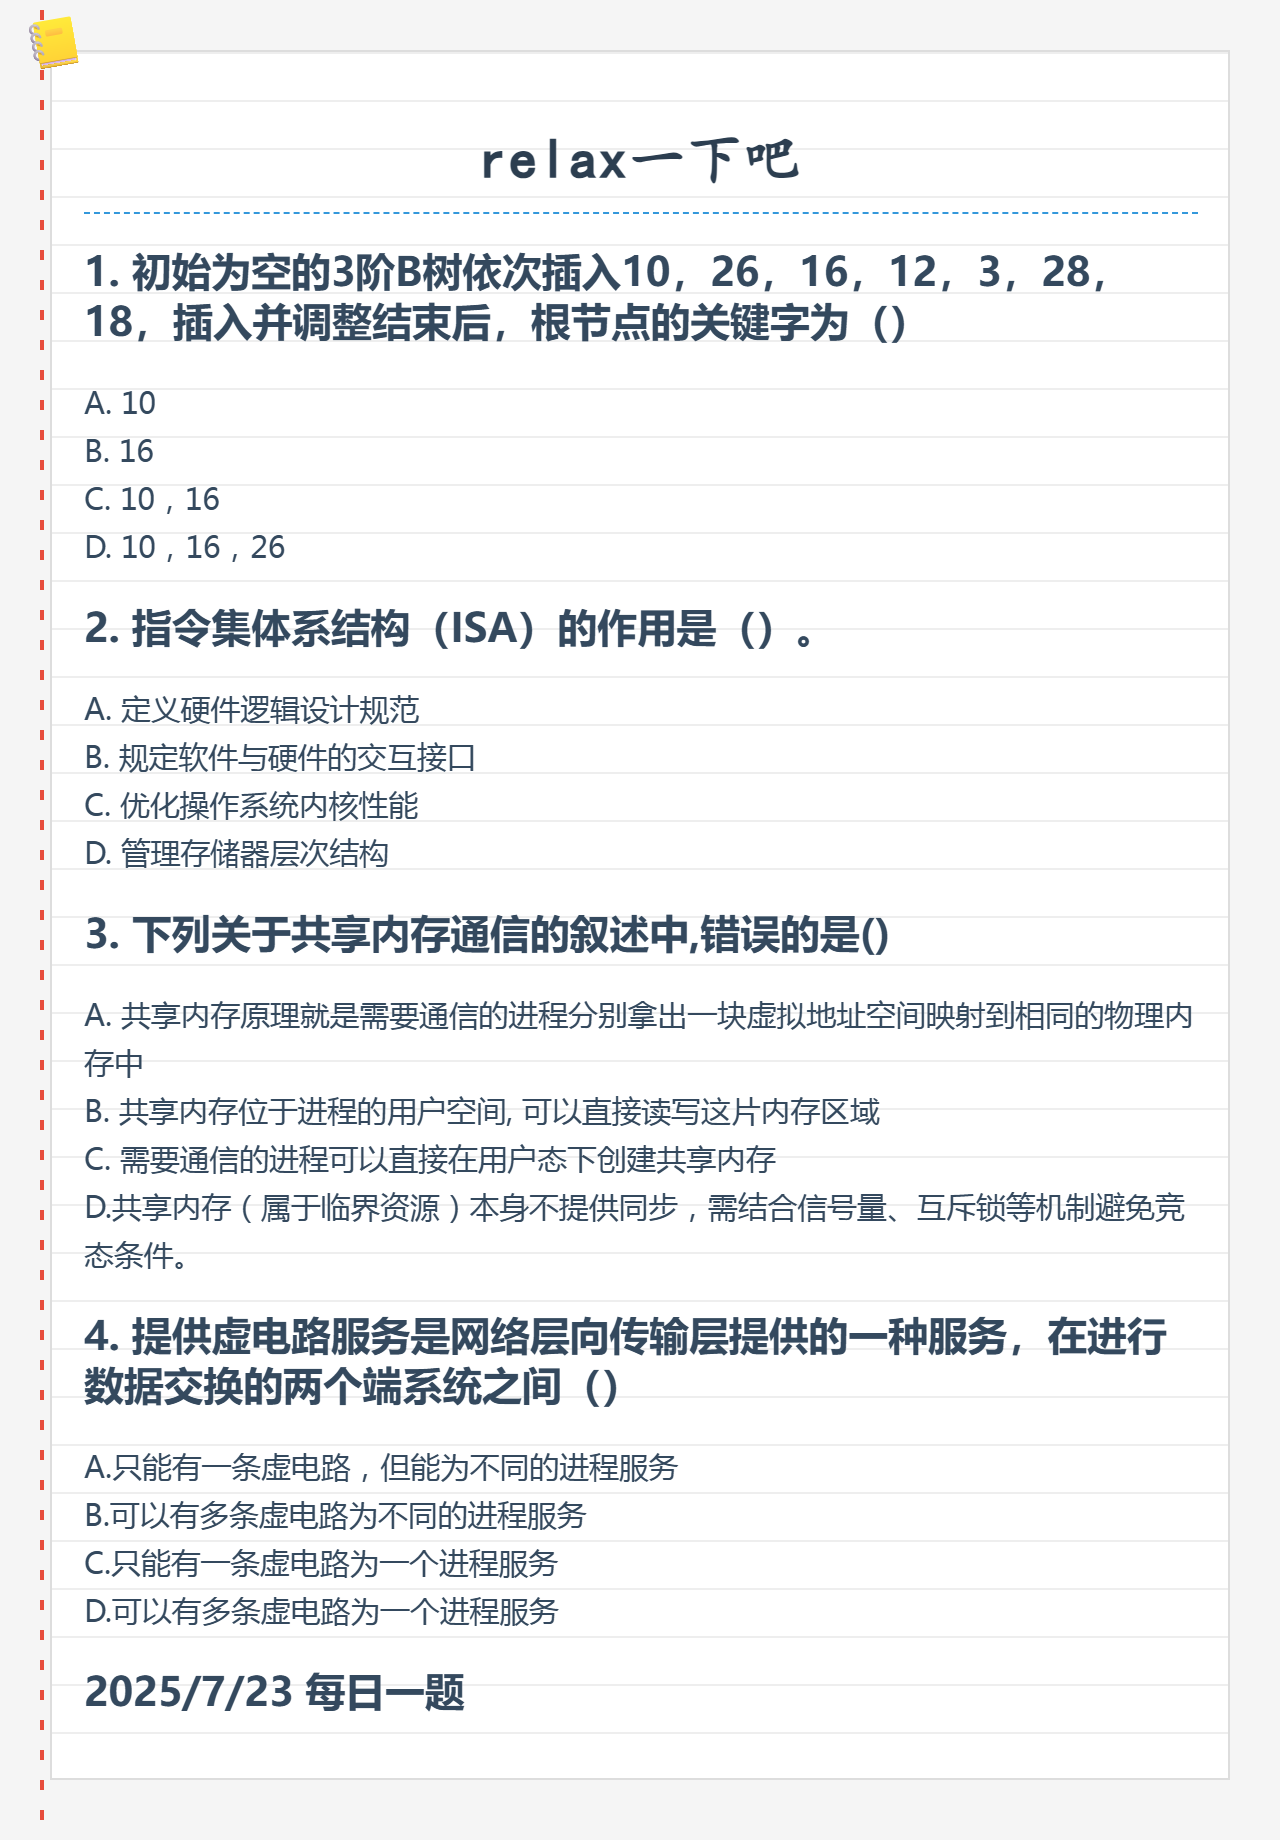 relax一下吧
1. 初始为空的3阶B树依次插入10，26，16，12，3，28，
18，插入并调整结束后，根节点的关键字为（）
A. 10
B. 16
C. 10，16
D. 10，16，26
2. 指令集体系结构（ISA）的作用是（）。
A. 定义硬件逻辑设计规范
B. 规定软件与硬件的交互接口
C. 优化操作系统内核性能
D. 管理存储器层次结构
3. 下列关于共享内存通信的叙述中,错误的是()
A. 共享内存原理就是需要通信的进程分别拿出一块虚拟地址空间映射到相同的物理内
存中
B. 共享内存位于进程的用户空间, 可以直接读写这片内存区域
C. 需要通信的进程可以直接在用户态下创建共享内存
D.共享内存（属于临界资源）本身不提供同步，需结合信号量、互斥锁等机制避免竞
态条件。
4. 提供虚电路服务是网络层向传输层提供的一种服务，在进行
数据交换的两个端系统之间（）
A.只能有一条虚电路，但能为不同的进程服务
B.可以有多条虚电路为不同的进程服务
C.只能有一条虚电路为一个进程服务
D.可以有多条虚电路为一个进程服务
2025/7/23 每日一题